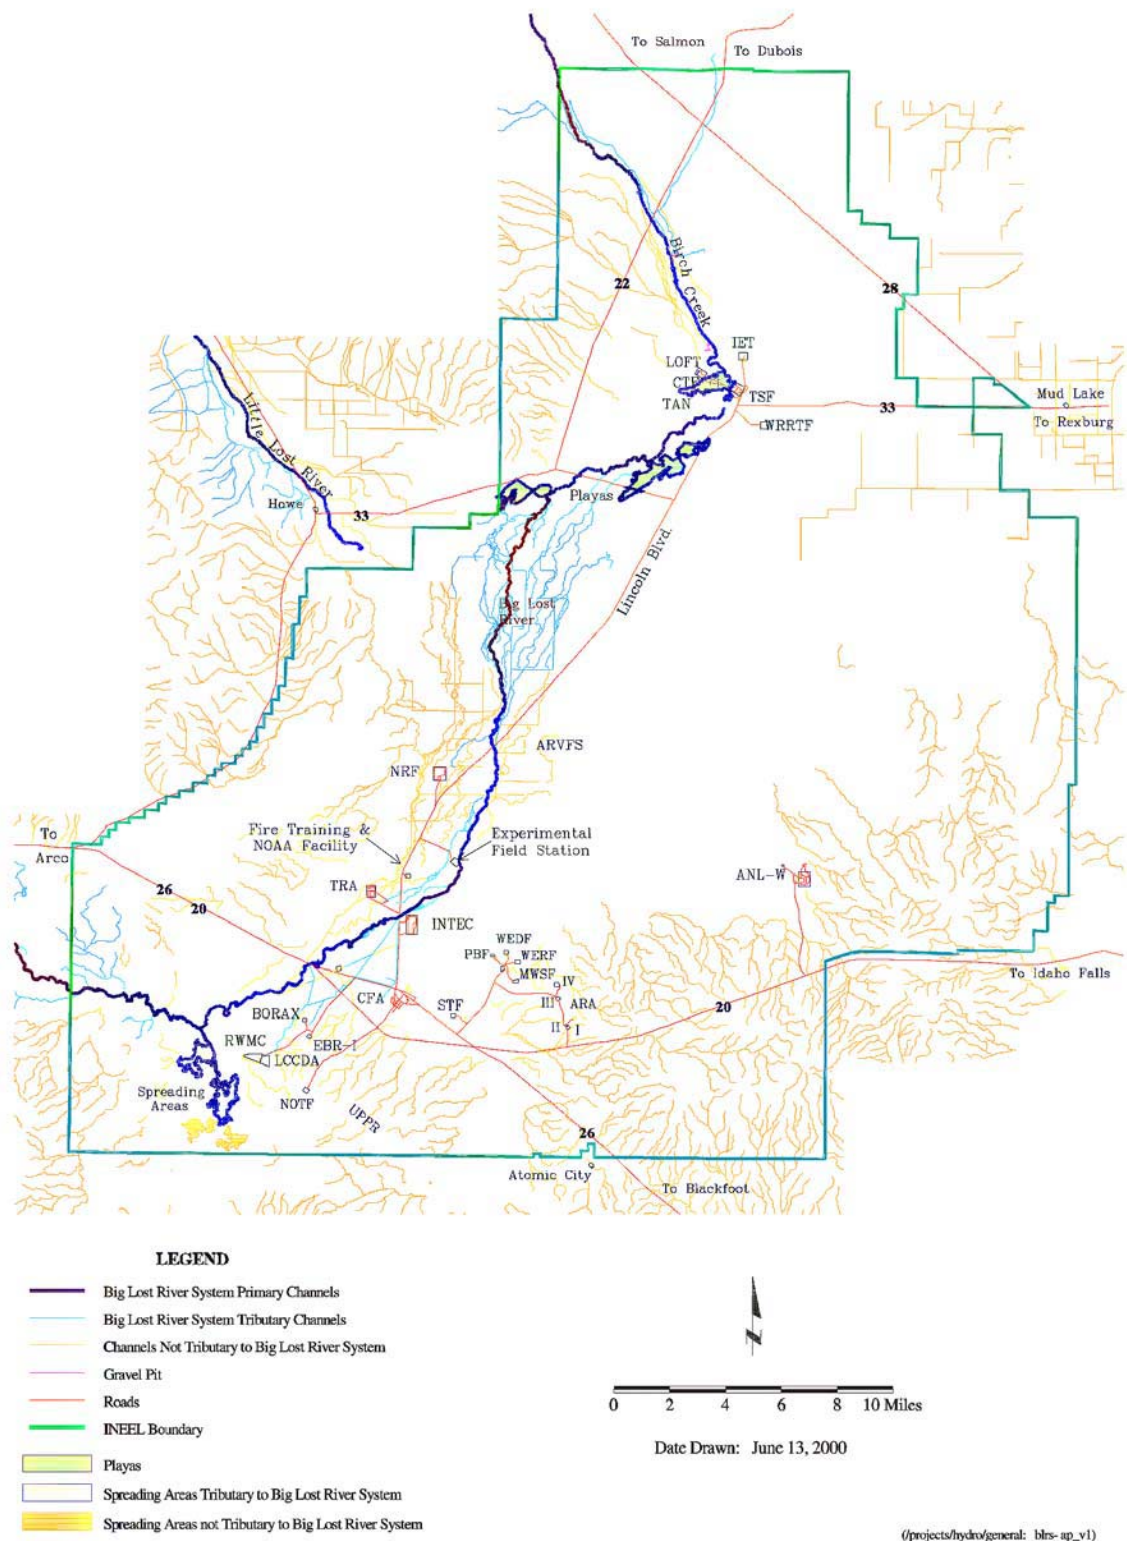 To Salmon
To Dubois
Birch Creek
22
28
IET
LOFT
CTF
TAN
TSF
Mud Lake
33
To Rexburg
WRRTF
Little Lost River
Howe
33
Playas
Lincoln Blvd.
Big Lost
River
ARVFS
NRF
To
Arco
Fire Training &
NOAA Facility
Experimental
Field Station
TRA
ANL-W
26
20
INTEC
WEDF
PBF
WERF
MWSF
IV
III
ARA
II
I
To Idaho Falls
CFA
STF
20
BORAX
RWMC
EBR-I
LCCDA
Spreading
Areas
NOTF
UPPR
26
Atomic City
To Blackfoot
LEGEND
Big Lost River System Primary Channels
Big Lost River System Tributary Channels
Channels Not Tributary to Big Lost River System
Gravel Pit
Roads
INEEL Boundary
Playas
Spreading Areas Tributary to Big Lost River System
Spreading Areas not Tributary to Big Lost River System
N
0 2 4 6 8 10 Miles
Date Drawn: June 13, 2000
(/projects/hydro/general: blrs-ap_v1)